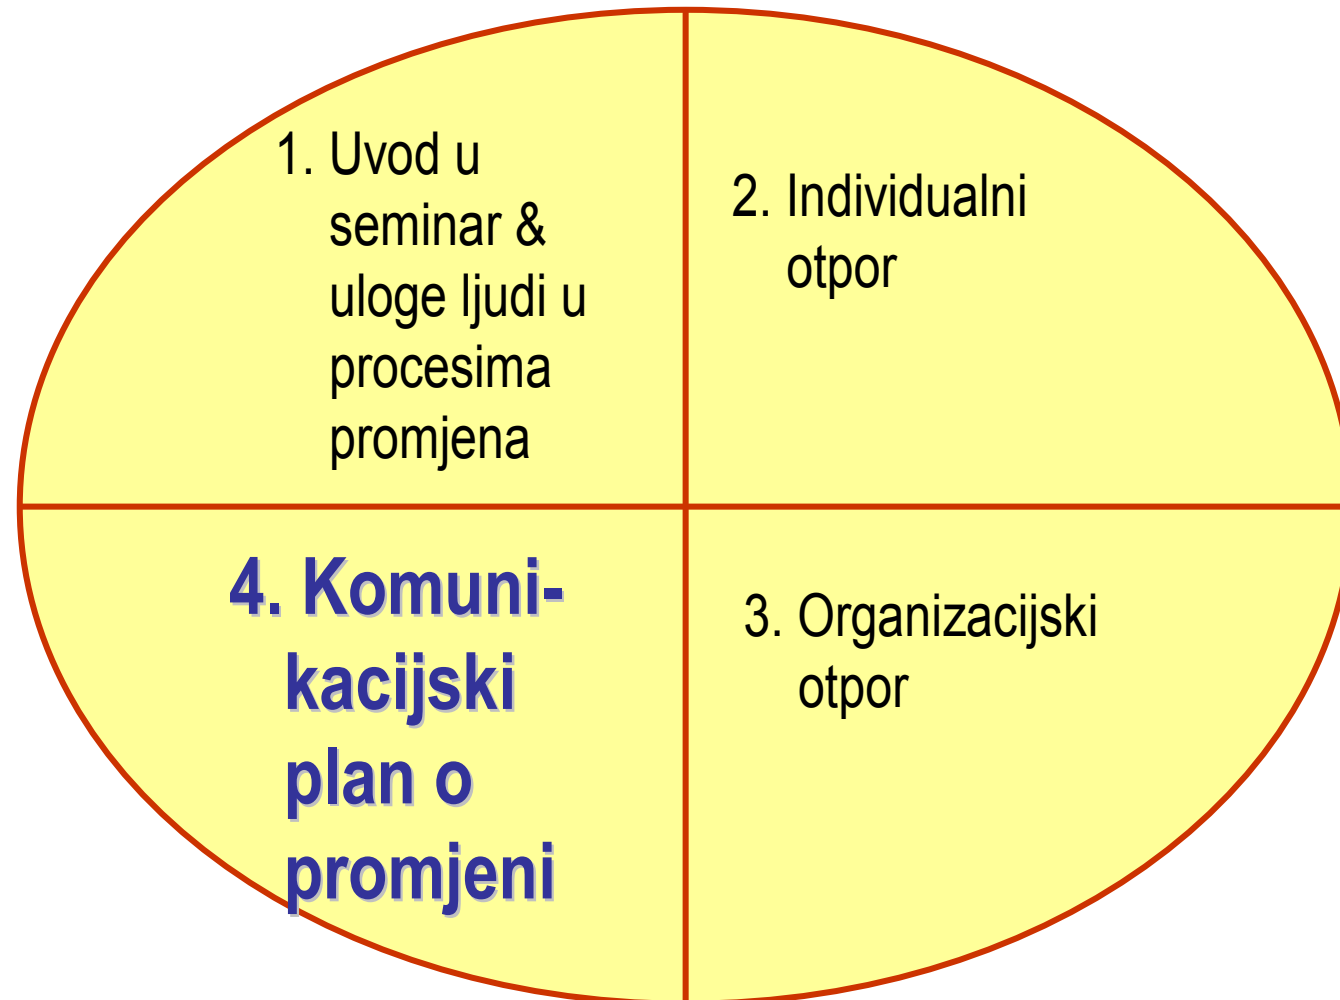 1. Uvod u
seminar &
uloge ljudi u
procesima
promjena
2. Individualni
otpor
3. Organizacijski
otpor
4. Komuni-
kacijski
plan o
promjeni